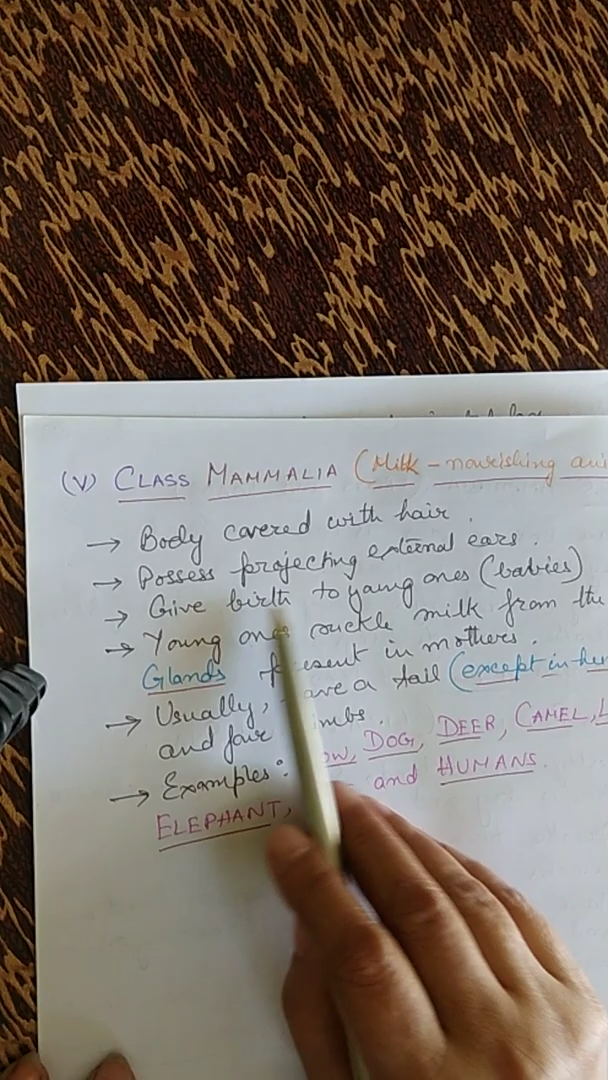 (V) CLASS MAMMALIA (Milk-nourishing
→ Body covered with hair.
→ Possess projecting external ears.
→ Give birth to young ones (babies)
→ Young ones suckle milk from the
Glands present in mothers.
→ Usually, have a tail (except in
and four limbs.
→ Examples: DOG, DEER, CAMEL,
ELEPHANT, and HUMANS.